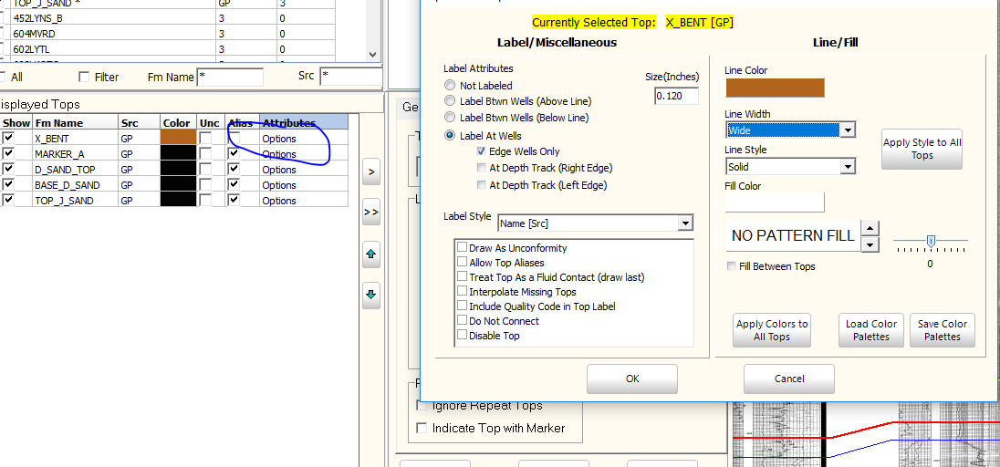 TOP_J_SAND * GP 3
452LYNS_B 3 0
604MVRD 3 0
602LYTL 3 0
All Filter Fm Name * Src *
isplayed Tops
Show Fm Name Src Color Unc Alias Attributes
X_BENT GP Options
MARKER_A GP Options
D_SAND_TOP GP Options
BASE_D_SAND GP Options
TOP_J_SAND GP Options
>
>>
Ge
Ignore Repeat Tops
Indicate Top with Marker
Currently Selected Top: X_BENT [GP]
Label/Miscellaneous
Label Attributes
Not Labeled
Label Btwn Wells (Above Line)
Label Btwn Wells (Below Line)
Label At Wells
Edge Wells Only
At Depth Track (Right Edge)
At Depth Track (Left Edge)
Size(Inches)
0.120
Label Style Name [Src]
Draw As Unconformity
Allow Top Aliases
Treat Top As a Fluid Contact (draw last)
Interpolate Missing Tops
Include Quality Code in Top Label
Do Not Connect
Disable Top
Line/Fill
Line Color
Line Width
Wide
Line Style
Solid
Apply Style to All
Tops
Fill Color
NO PATTERN FILL
0
Fill Between Tops
Apply Colors to
All Tops
Load Color
Palettes
Save Color
Palettes
OK
Cancel